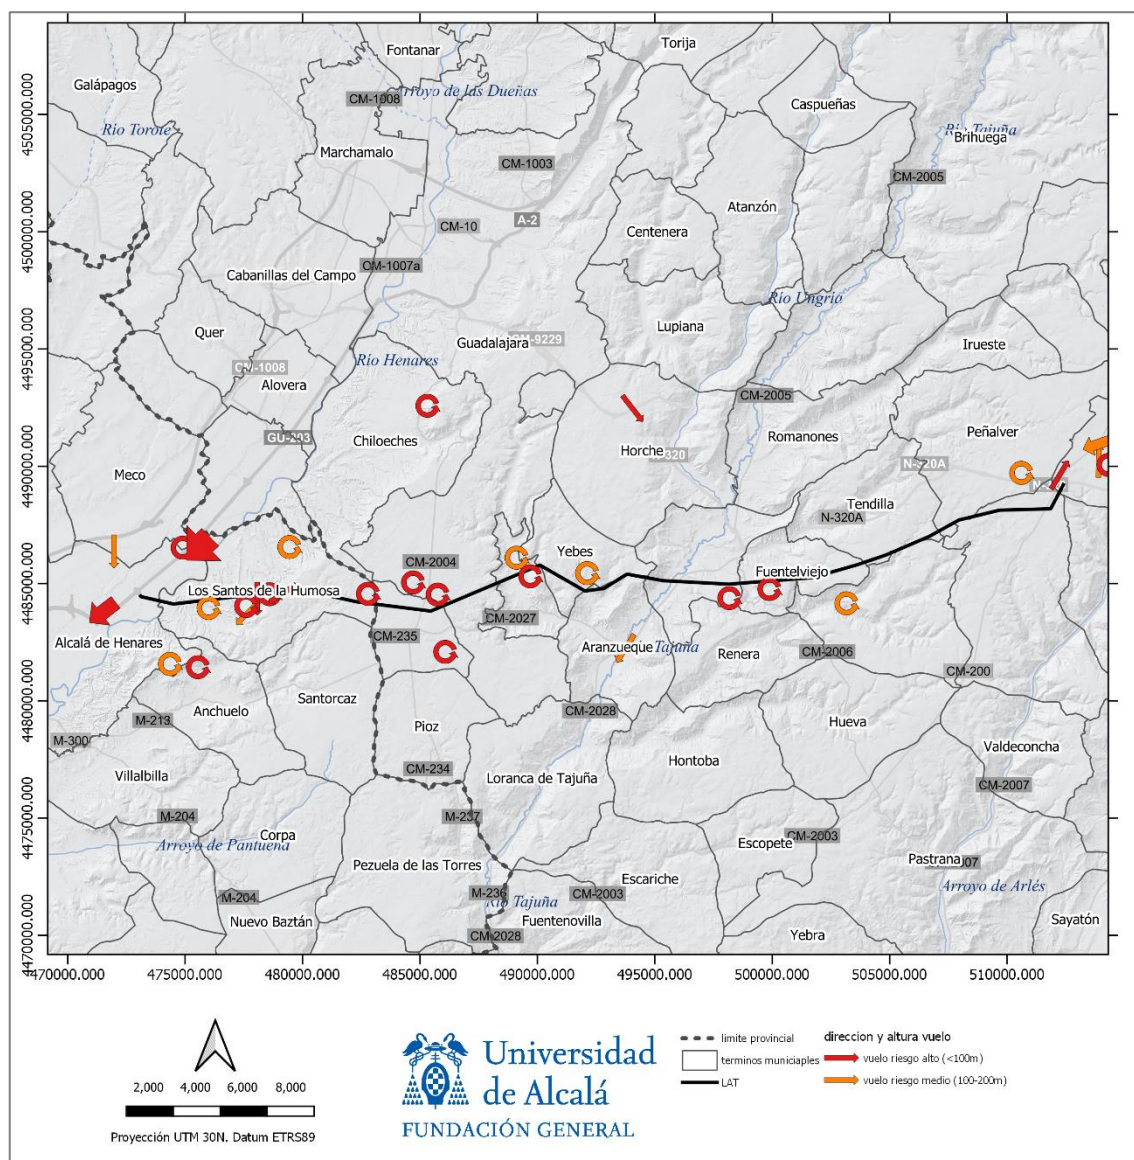 Fontanar
Torija
Galápagos
Arroyo de las Dueñas
CM-1008
Caspueñas
Río Torote
Río Tajuña
Brihuega
Marchamalo
CM-1003
CM-2005
Atanzón
CM-10
A-2
Centenera
CM-1007a
Cabanillas del Campo
Río Ungría
Lupiana
Quer
Guadalajara
CM-9229
Irueste
Río Henares
CM-1008
Alovera
CM-2005
Chiloeches
GU-203
Horche
N-320
Romanones
Peñalver
N-320A
Meco
Tendilla
N-320A
CM-2004
Yebes
Fuentelviejo
Los Santos de la Humosa
CM-2027
CM-235
Alcalá de Henares
Aranzueque
Tajuña
Renera
CM-2006
CM-200
Santorcaz
Anchuelo
M-213
Pioz
CM-2028
Hueva
M-300
Valdeconcha
Villalbilla
CM-234
Loranca de Tajuña
Hontoba
CM-2007
M-204
M-237
Corpa
CM-2003
Arroyo de Pantueña
Escopete
Pezuela de las Torres
Pastrana
Escariche
Arroyo de Arlés
M-204
M-236
CM-2003
Río Tajuña
Nuevo Baztán
Fuentenovilla
Sayatón
CM-2028
Yebra
4505000.000
4500000.000
4495000.000
4490000.000
4485000.000
4480000.000
4475000.000
4470000.000
470000.000 475000.000 480000.000 485000.000 490000.000 495000.000 500000.000 505000.000 510000.000
2,000 4,000 6,000 8,000
Proyección UTM 30N. Datum ETRS89
Universidad
de Alcalá
FUNDACIÓN GENERAL
limite provincial
terminos municiaples
LAT
direccion y altura vuelo
vuelo riesgo alto (<100m)
vuelo riesgo medio (100-200m)